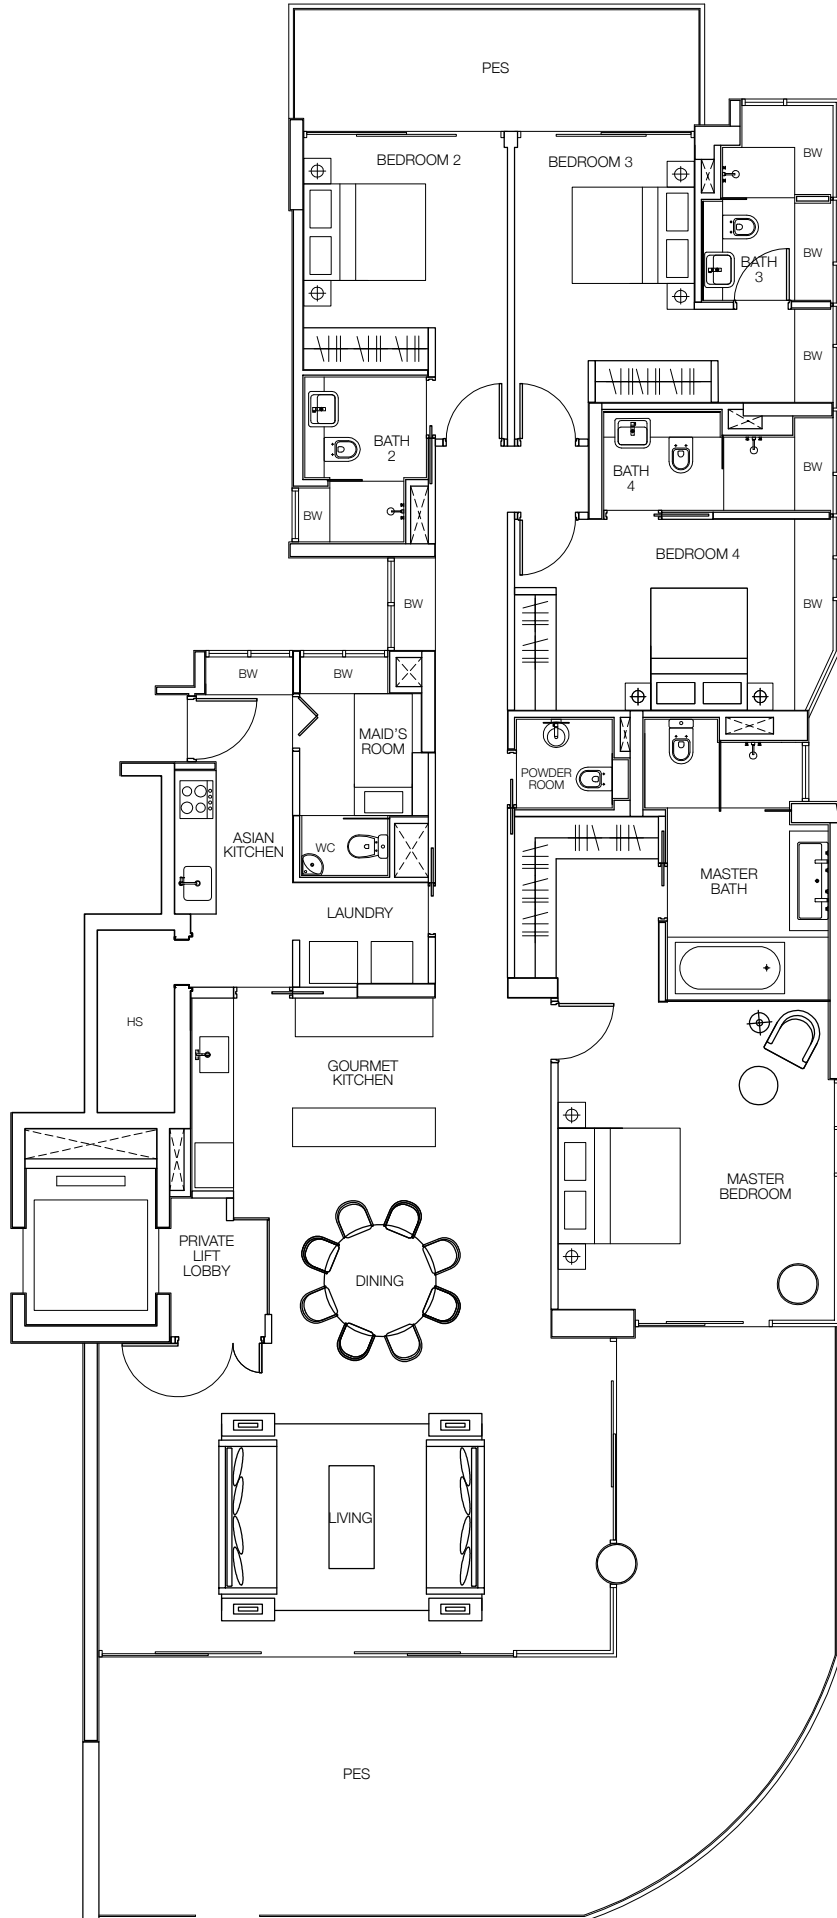 PES
BEDROOM 2
BEDROOM 3
BW
BW
BATH
3
BW
BATH
2
BATH
4
BW
BW
BEDROOM 4
BW
BW
BW
BW
MAID'S
ROOM
POWDER
ROOM
ASIAN
KITCHEN
WC
MASTER
BATH
LAUNDRY
HS
GOURMET
KITCHEN
MASTER
BEDROOM
PRIVATE
LIFT
LOBBY
DINING
LIVING
PES